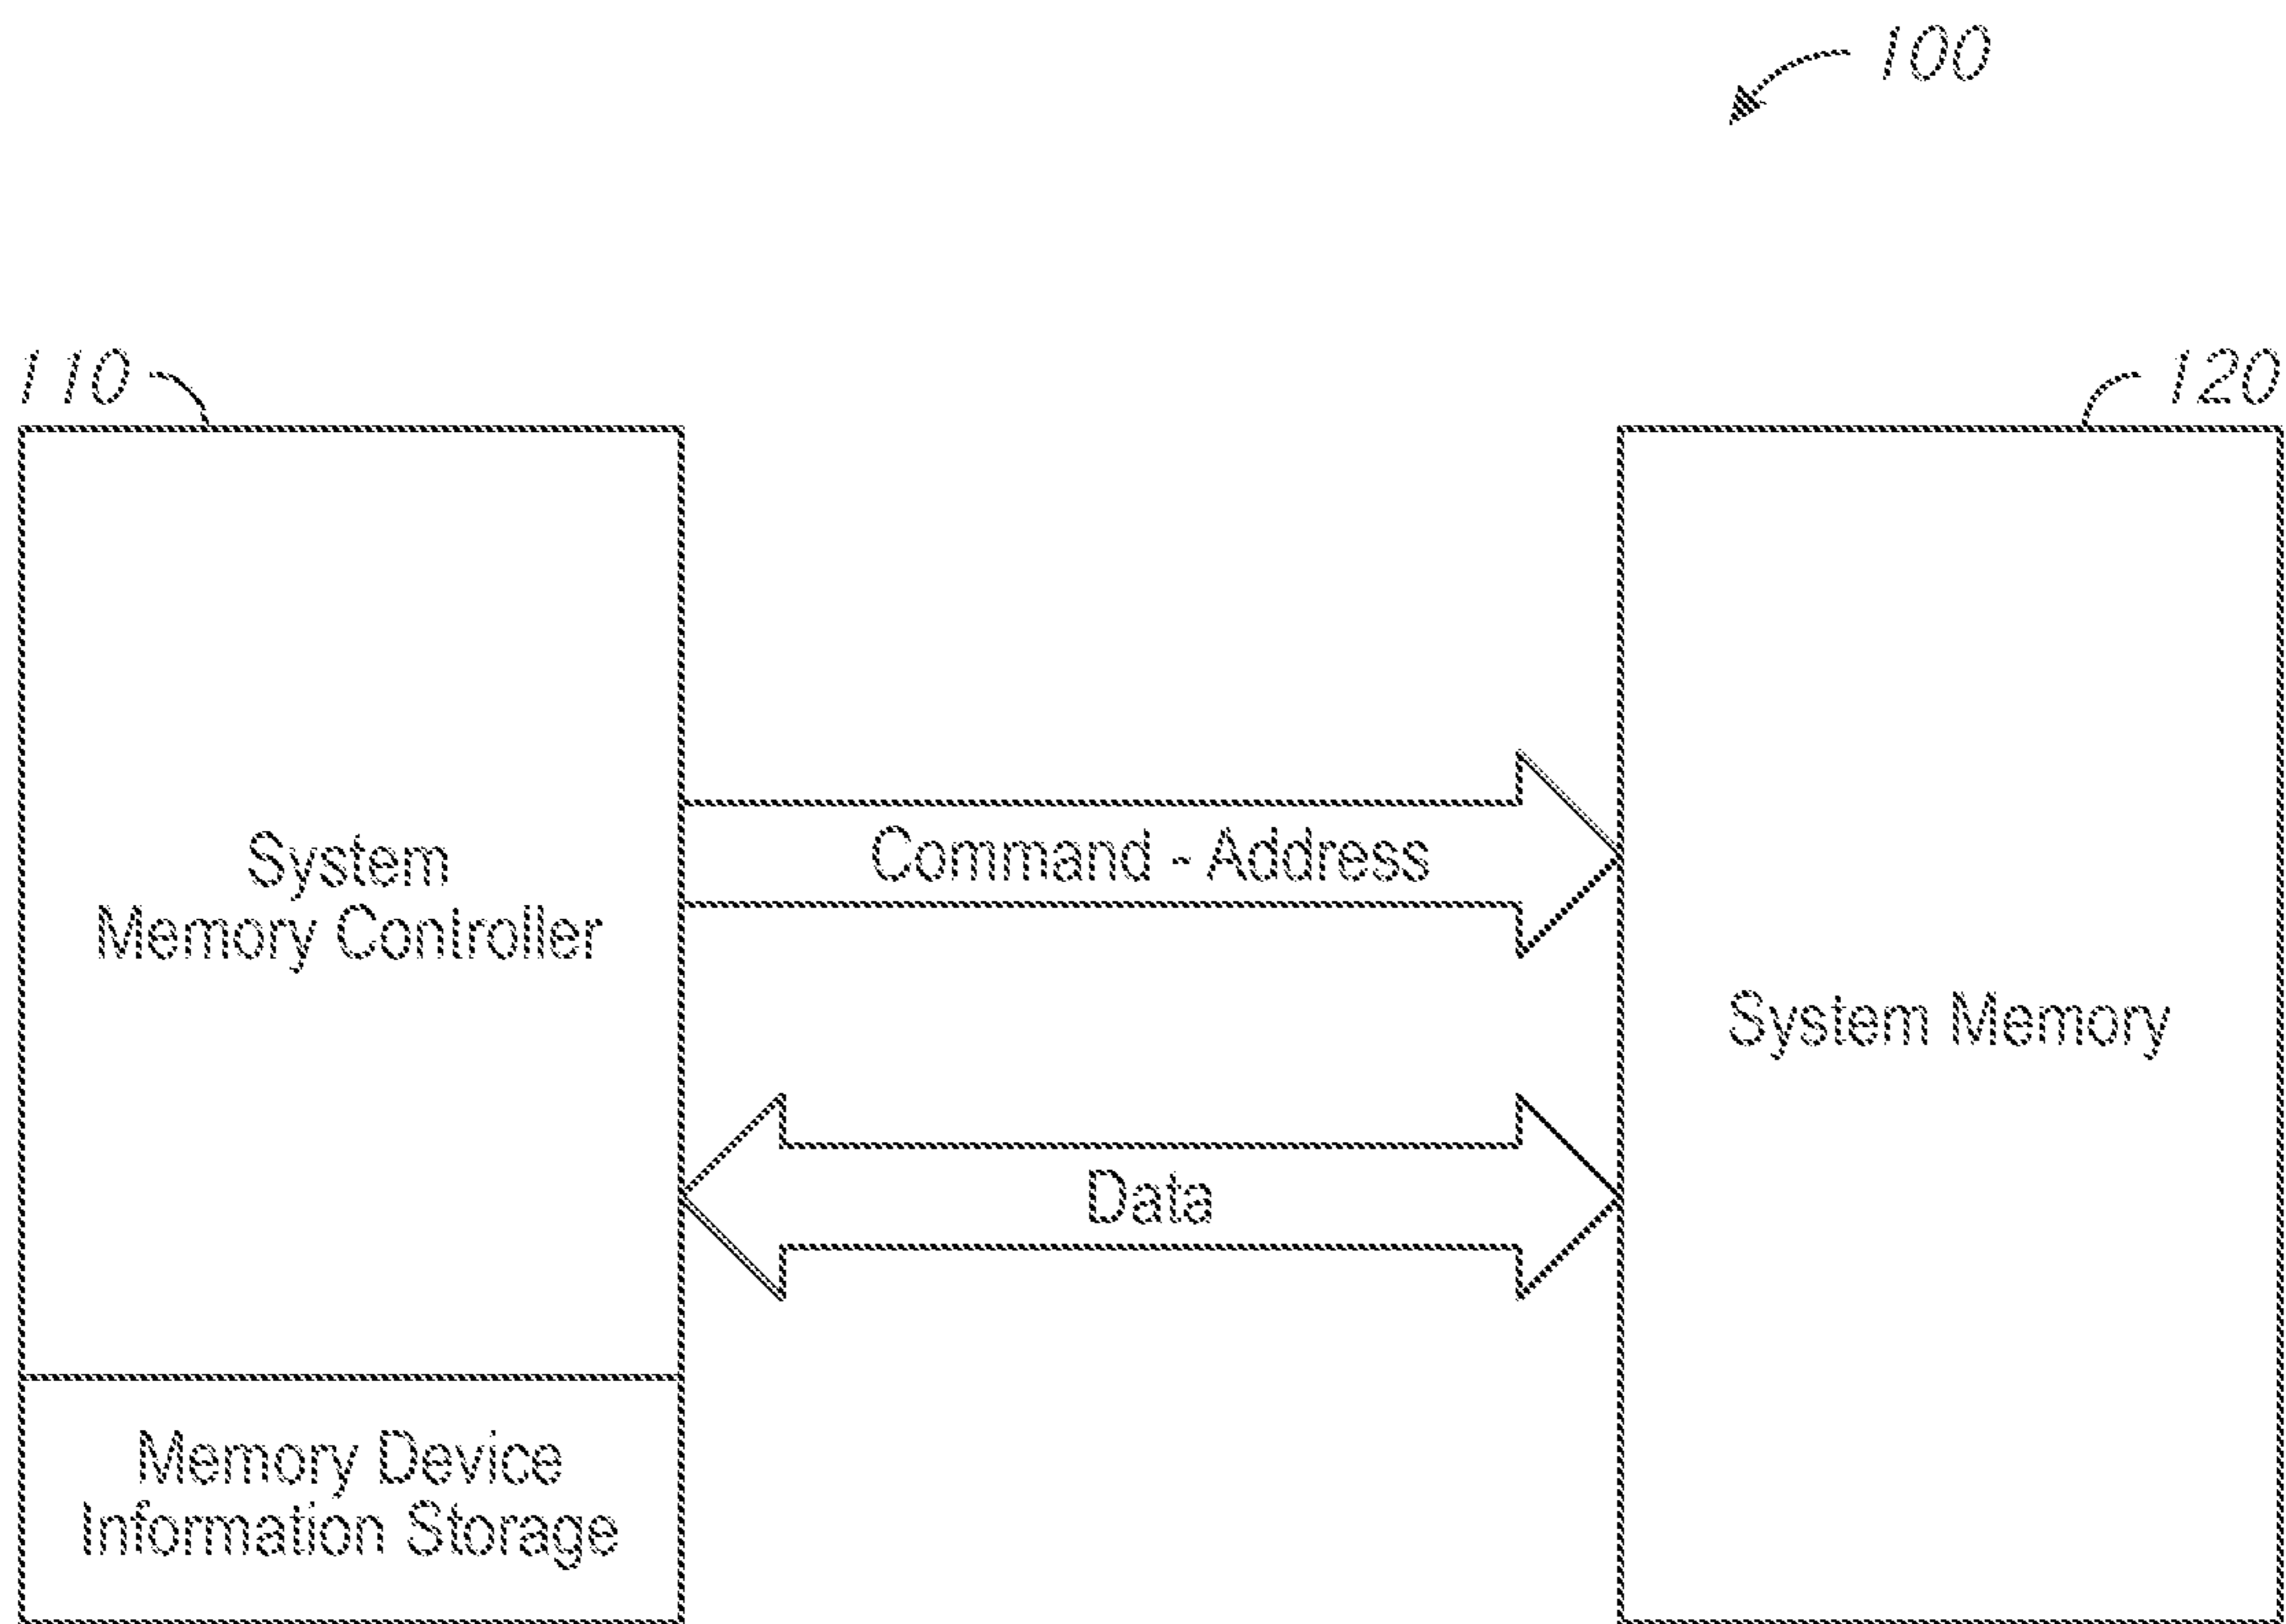 100
110
120
System
Memory Controller
Command - Address
System Memory
Data
Memory Device
Information Storage